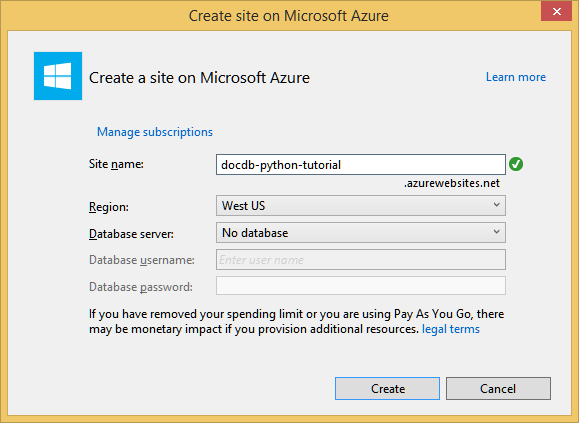 Create site on Microsoft Azure
Create a site on Microsoft Azure
Learn more
Manage subscriptions
Site name:
docdb-python-tutorial
.azurewebsites.net
Region:
West US
Database server:
No database
Database username:
Enter user name
Database password:
If you have removed your spending limit or you are using Pay As You Go, there
may be monetary impact if you provision additional resources. legal terms
Create
Cancel